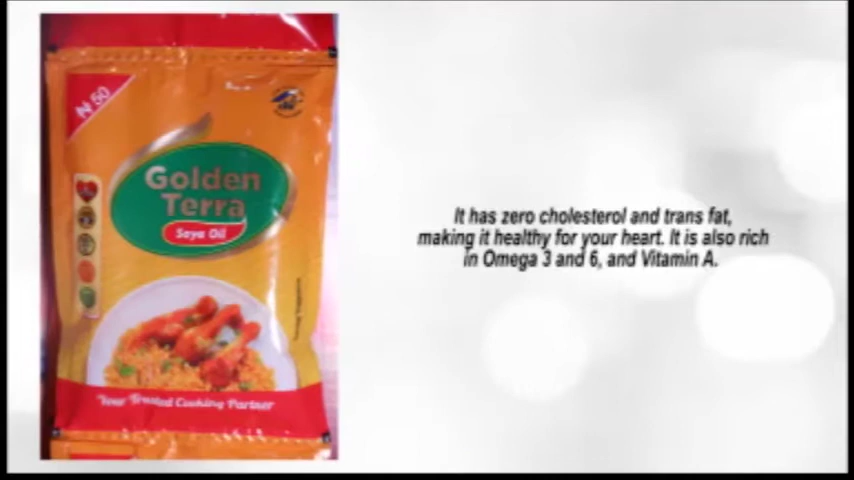 ₦50
Golden
Terra
Soya Oil
Your Trusted Cooking Partner
It has zero cholesterol and trans fat,
making it healthy for your heart. It is also rich
in Omega 3 and 6, and Vitamin A.